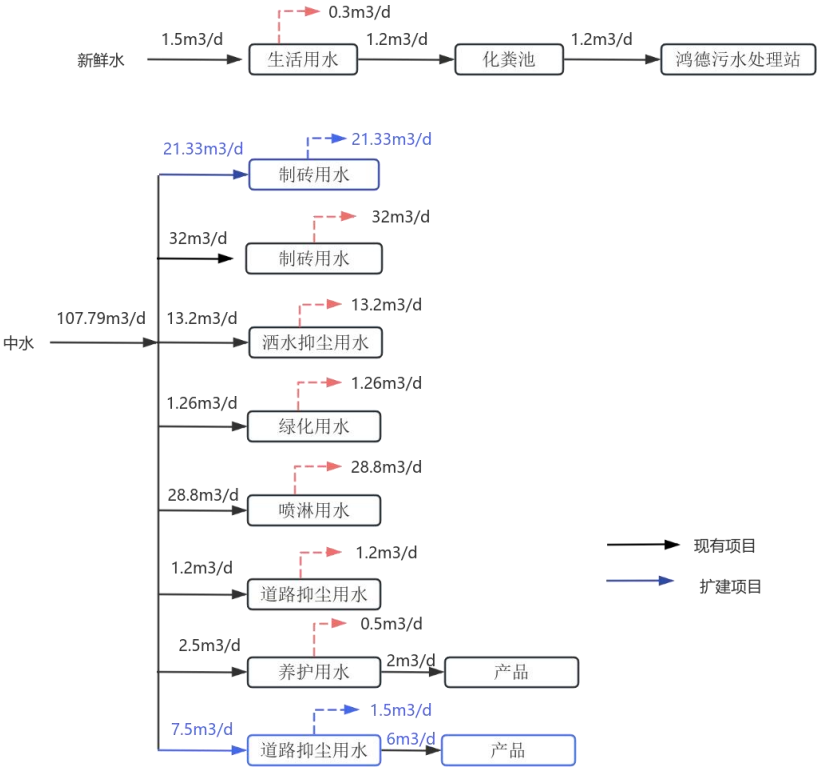 0.3m3/d
1.5m3/d
1.2m3/d
1.2m3/d
新鲜水
生活用水
化粪池
鸿德污水处理站
21.33m3/d
21.33m3/d
制砖用水
32m3/d
32m3/d
制砖用水
107.79m3/d
13.2m3/d
13.2m3/d
中水
洒水抑尘用水
1.26m3/d
1.26m3/d
绿化用水
28.8m3/d
28.8m3/d
喷淋用水
现有项目
1.2m3/d
1.2m3/d
扩建项目
道路抑尘用水
0.5m3/d
2.5m3/d
2m3/d
养护用水
产品
1.5m3/d
7.5m3/d
6m3/d
道路抑尘用水
产品